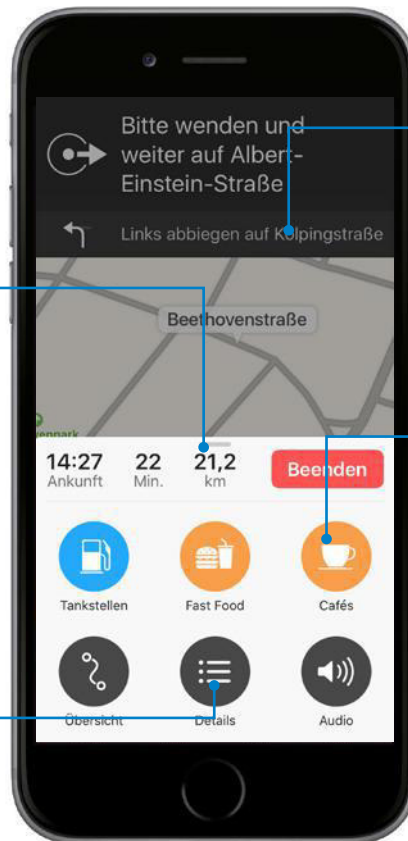 Bitte wenden und
weiter auf Albert-
Einstein-Straße
Links abbiegen auf Kolpingstraße
Beethovenstraße
14:27 22 21,2 Beenden
Ankunft Min. km
Tankstellen Fast Food Cafés
Übersicht Details Audio